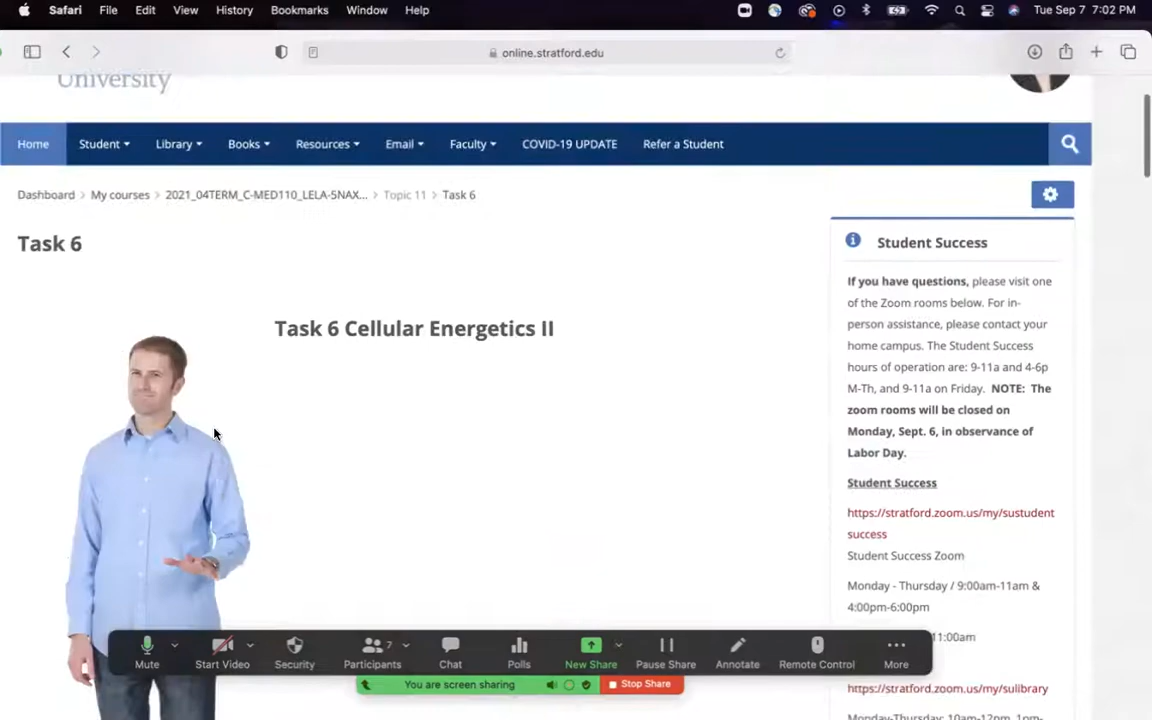 Safari File Edit View History Bookmarks Window Help Tue Sep 7 7:02 PM
online.stratford.edu
University
Home Student Library Books Resources Email Faculty COVID-19 UPDATE Refer a Student
Dashboard > My courses > 2021_04TERM_C-MED110_LELA-5NAX... > Topic 11 > Task 6
Task 6
Task 6 Cellular Energetics II
Student Success
If you have questions, please visit one
of the Zoom rooms below. For in-
person assistance, please contact your
home campus. The Student Success
hours of operation are: 9-11a and 4-6p
M-Th, and 9-11a on Friday. NOTE: The
zoom rooms will be closed on
Monday, Sept. 6, in observance of
Labor Day.
Student Success
https://stratford.zoom.us/my/sustudent
success
Student Success Zoom
Monday - Thursday / 9:00am-11am &
4:00pm-6:00pm
11:00am
https://stratford.zoom.us/my/sulibrary
Monday-Thursday: 10am-12pm, 1pm-
Mute Start Video Security Participants 7 Chat Polls New Share Pause Share Annotate Remote Control More
You are screen sharing Stop Share